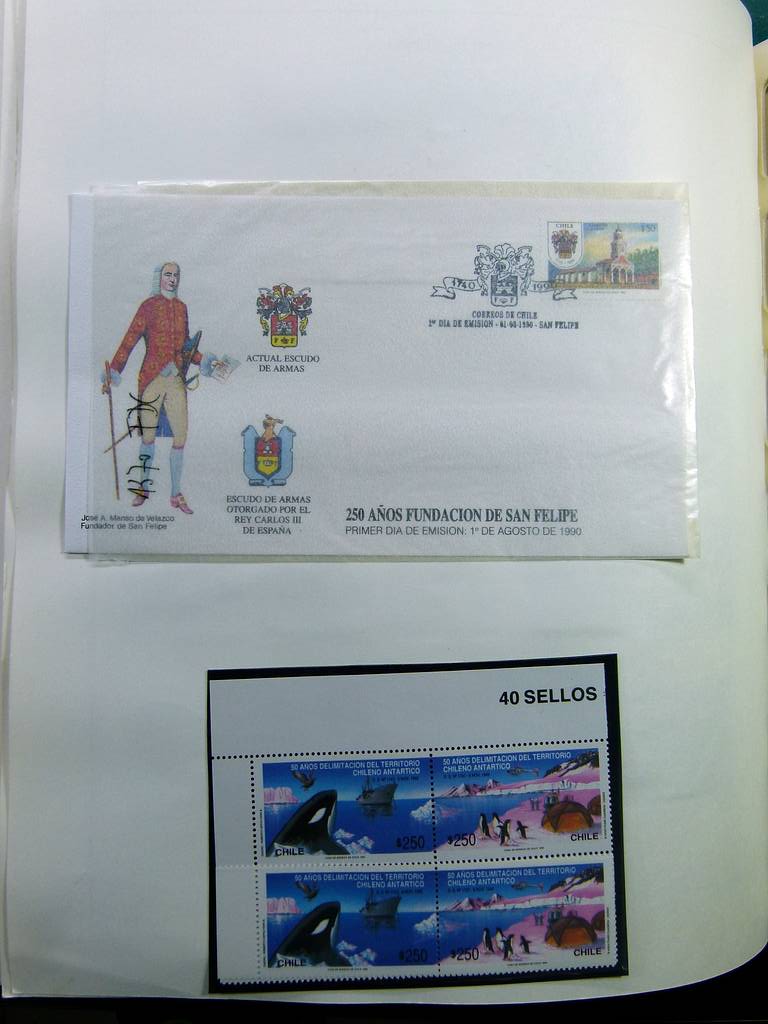 CHILE
$50
1740 1990
CORREOS DE CHILE
1er DIA DE EMISION - 01-08-1990 - SAN FELIPE
F F
ACTUAL ESCUDO
DE ARMAS
1370 FDC
ESCUDO DE ARMAS
OTORGADO POR EL
REY CARLOS III
DE ESPAÑA
José A. Manso de Velazco
Fundador de San Felipe
250 AÑOS FUNDACION DE SAN FELIPE
PRIMER DIA DE EMISION: 1º DE AGOSTO DE 1990
40 SELLOS
50 AÑOS DELIMITACION DEL TERRITORIO
CHILENO ANTARTICO
$250
CHILE
50 AÑOS DELIMITACION DEL TERRITORIO
CHILENO ANTARTICO
$250
CHILE
50 AÑOS DELIMITACION DEL TERRITORIO
CHILENO ANTARTICO
$250
CHILE
50 AÑOS DELIMITACION DEL TERRITORIO
CHILENO ANTARTICO
$250
CHILE